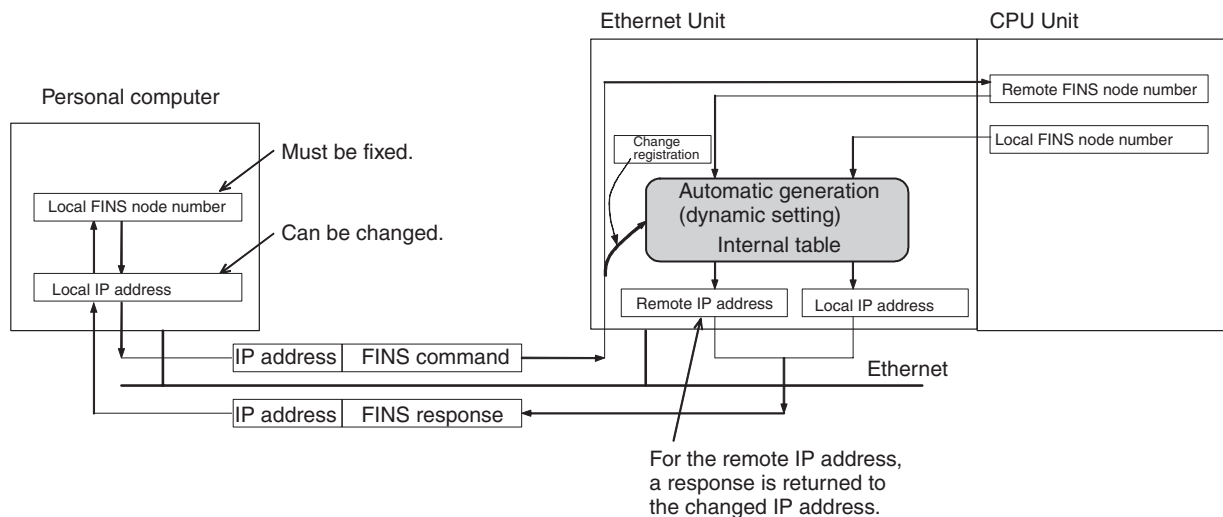 Ethernet Unit
CPU Unit
Personal computer
Remote FINS node number
Local FINS node number
Must be fixed.
Change
registration
Automatic generation
(dynamic setting)
Internal table
Local FINS node number
Can be changed.
Local IP address
Remote IP address
Local IP address
IP address
FINS command
Ethernet
IP address
FINS response
For the remote IP address,
a response is returned to
the changed IP address.